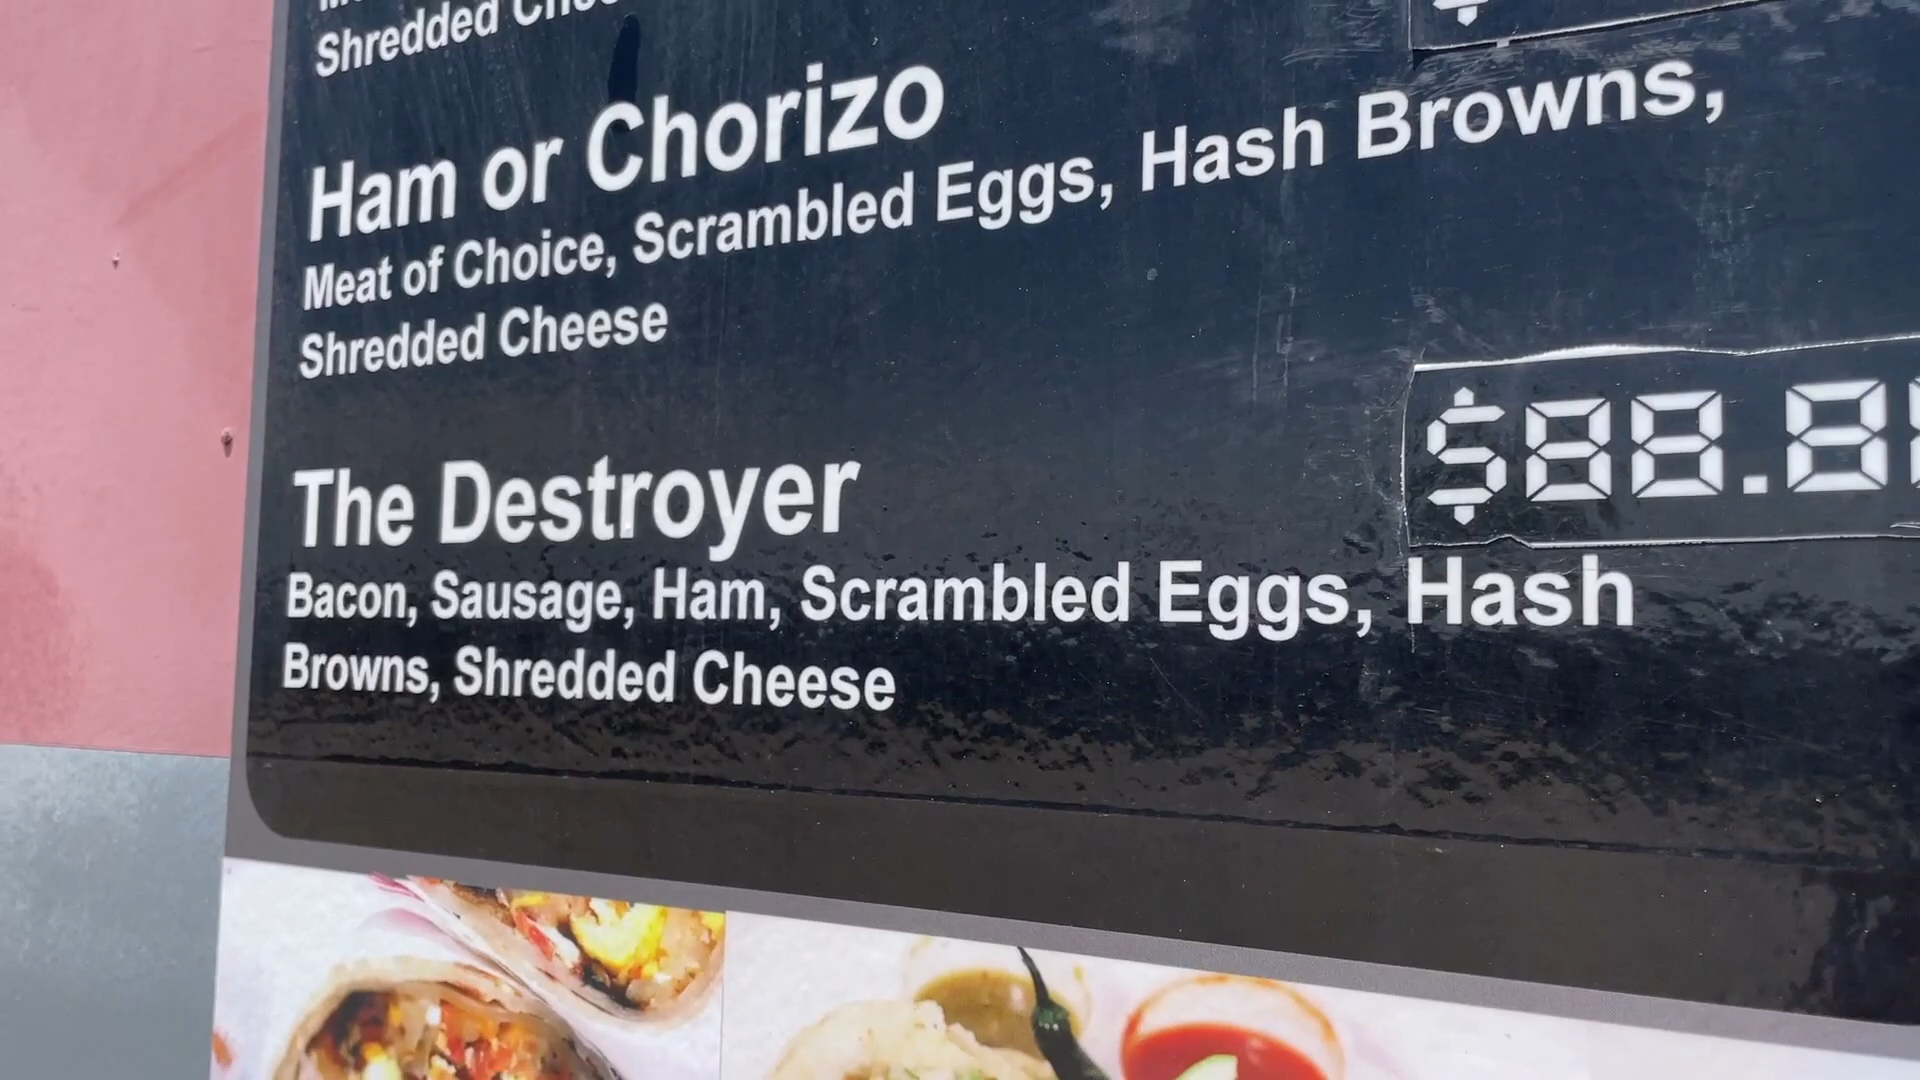 Shredded
Ham or Chorizo
Meat of Choice, Scrambled Eggs, Hash Browns,
Shredded Cheese
$88.8
The Destroyer
Bacon, Sausage, Ham, Scrambled Eggs, Hash
Browns, Shredded Cheese